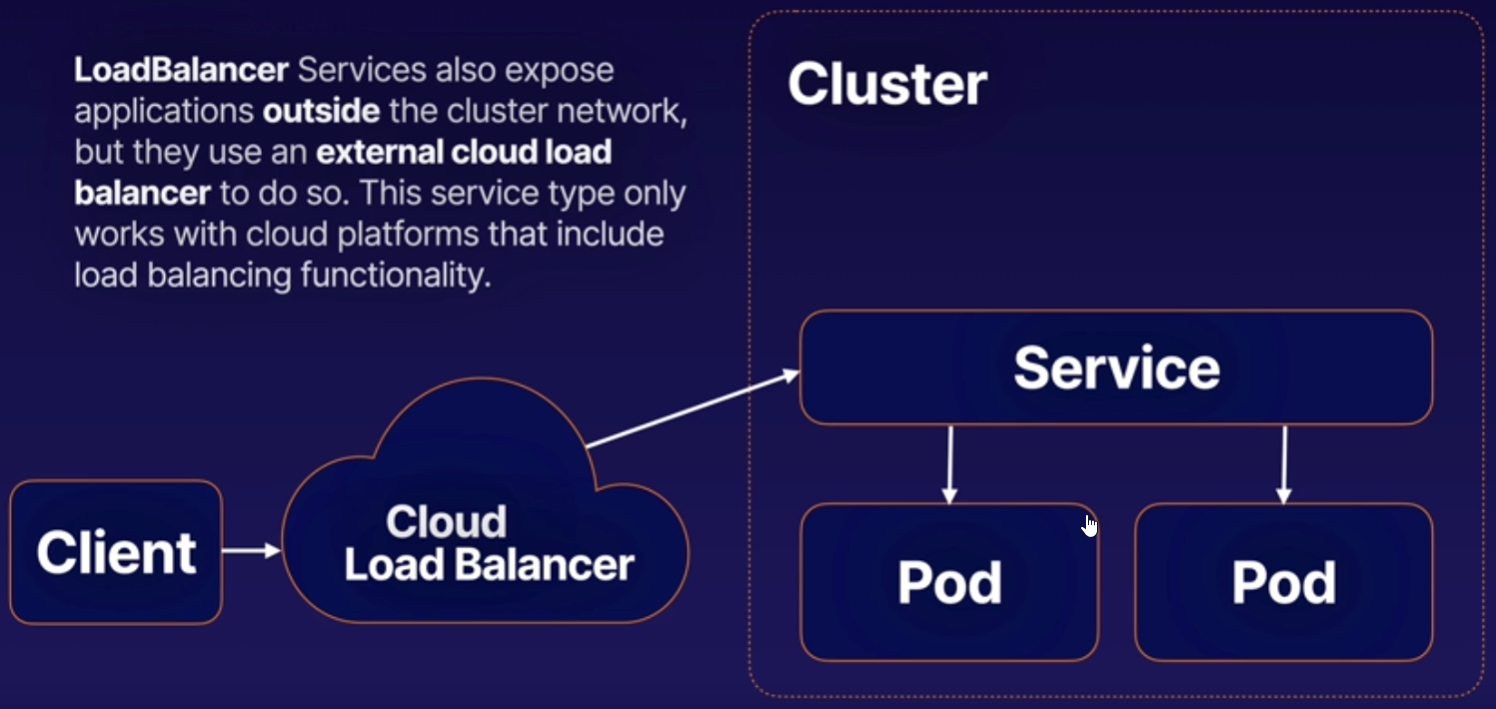 LoadBalancer Services also expose
applications outside the cluster network,
but they use an external cloud load
balancer to do so. This service type only
works with cloud platforms that include
load balancing functionality.
Cluster
Service
Client
Cloud
Load Balancer
Pod
Pod